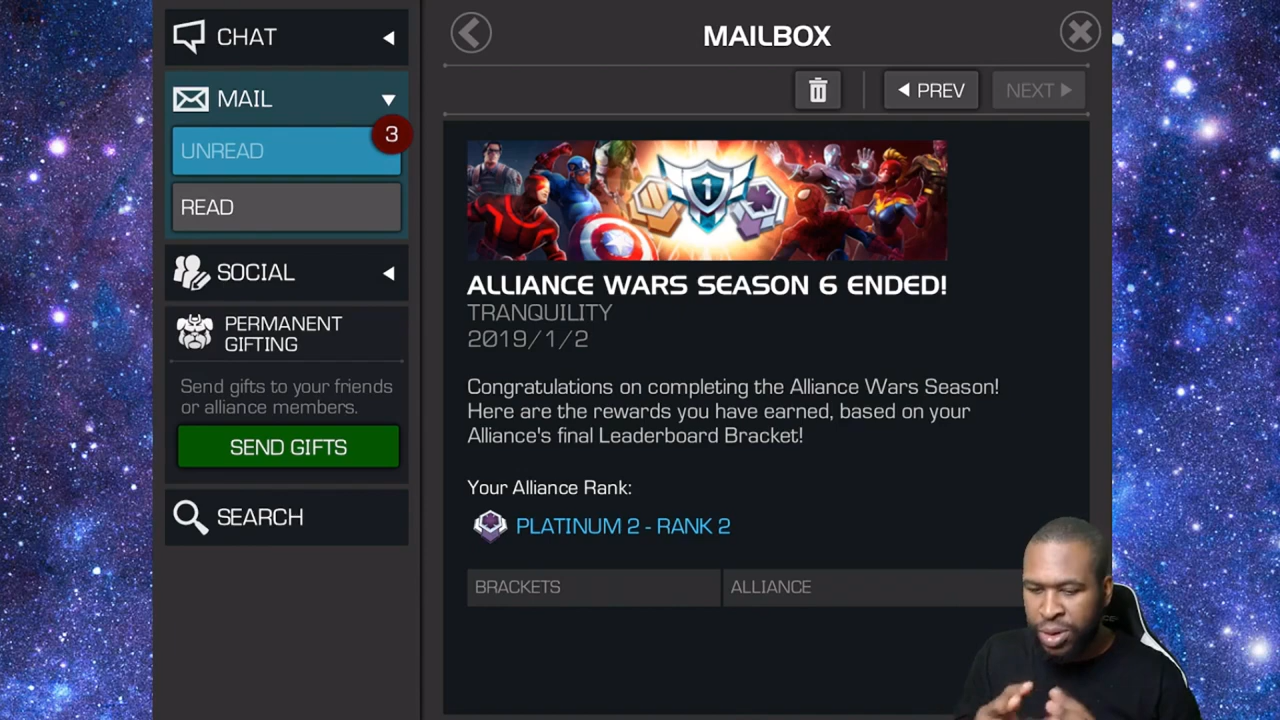 CHAT
MAIL
3
UNREAD
READ
SOCIAL
PERMANENT
GIFTING
Send gifts to your friends
or alliance members.
SEND GIFTS
SEARCH
MAILBOX
PREV
NEXT
1
ALLIANCE WARS SEASON 6 ENDED!
TRANQUILITY
2019/1/2
Congratulations on completing the Alliance Wars Season!
Here are the rewards you have earned, based on your
Alliance's final Leaderboard Bracket!
Your Alliance Rank:
PLATINUM 2 - RANK 2
BRACKETS
ALLIANCE